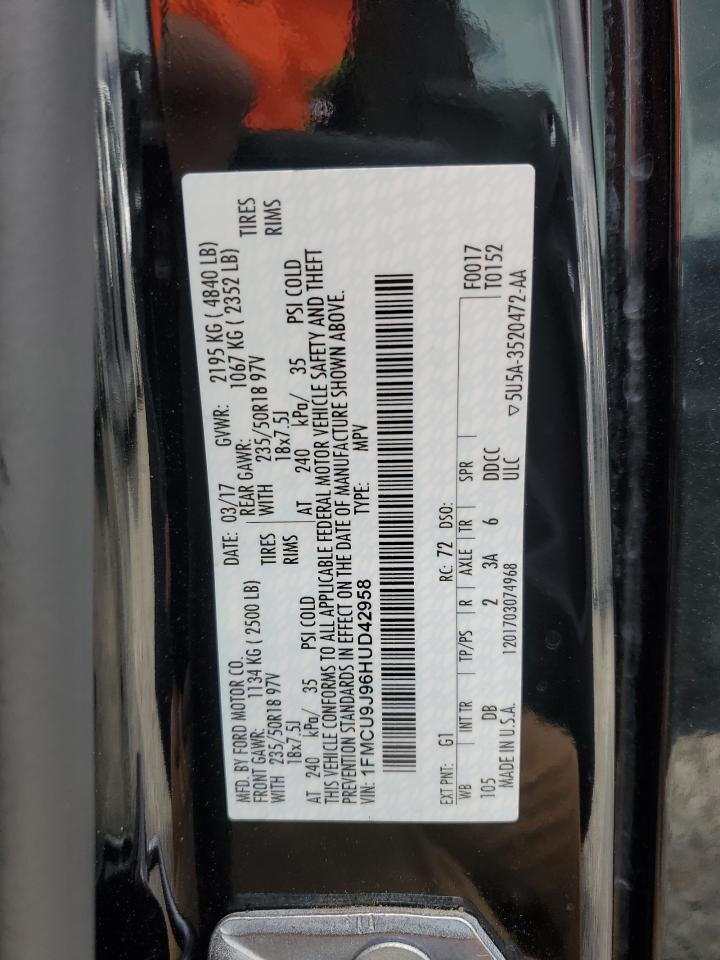 MFD. BY FORD MOTOR CO.
DATE: 03/17 GVWR: 2195 KG ( 4840 LB)
FRONT GAWR: 1134 KG ( 2500 LB) REAR GAWR: 1067 KG ( 2352 LB)
WITH 235/50R18 97V TIRES WITH 235/50R18 97V TIRES
18x7.5J RIMS 18x7.5J RIMS
AT 240 kPa/ 35 PSI COLD AT 240 kPa/ 35 PSI COLD
THIS VEHICLE CONFORMS TO ALL APPLICABLE FEDERAL MOTOR VEHICLE SAFETY AND THEFT
PREVENTION STANDARDS IN EFFECT ON THE DATE OF MANUFACTURE SHOWN ABOVE.
VIN: 1FMCU9J96HUD42958 TYPE: MPV
EXT PNT: G1 RC: 72 DSO: F0017
WB INT TR TP/PS R AXLE TR SPR T0152
105 DB 2 3A 6 DDCC
MADE IN U.S.A. 1201703074968 ULC ▽5U5A-3520472-AA